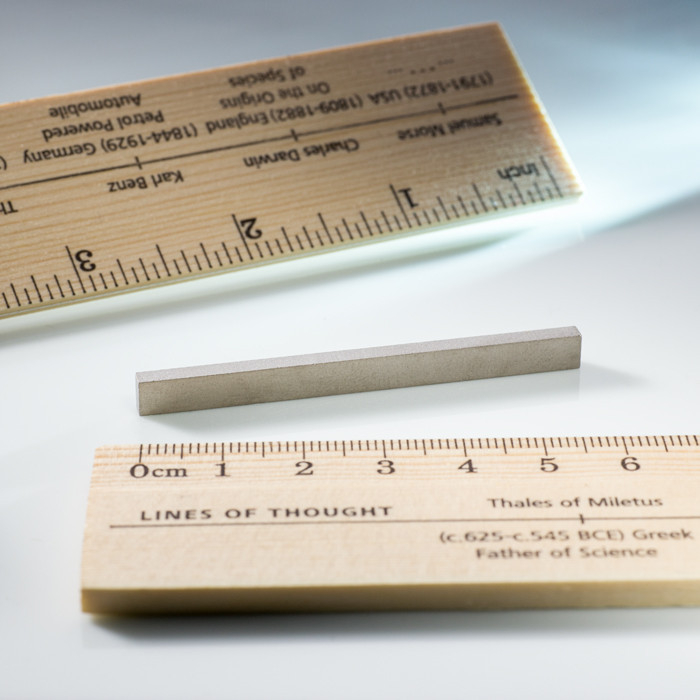 inch 1 2 3
Samuel Morse Charles Darwin Karl Benz Th
(1791-1872) USA (1809-1882) England (1844-1929) Germany (
On the Origins Petrol Powered
of Species Automobile
0cm 1 2 3 4 5 6
LINES OF THOUGHT
Thales of Miletus
(c.625-c.545 BCE) Greek
Father of Science